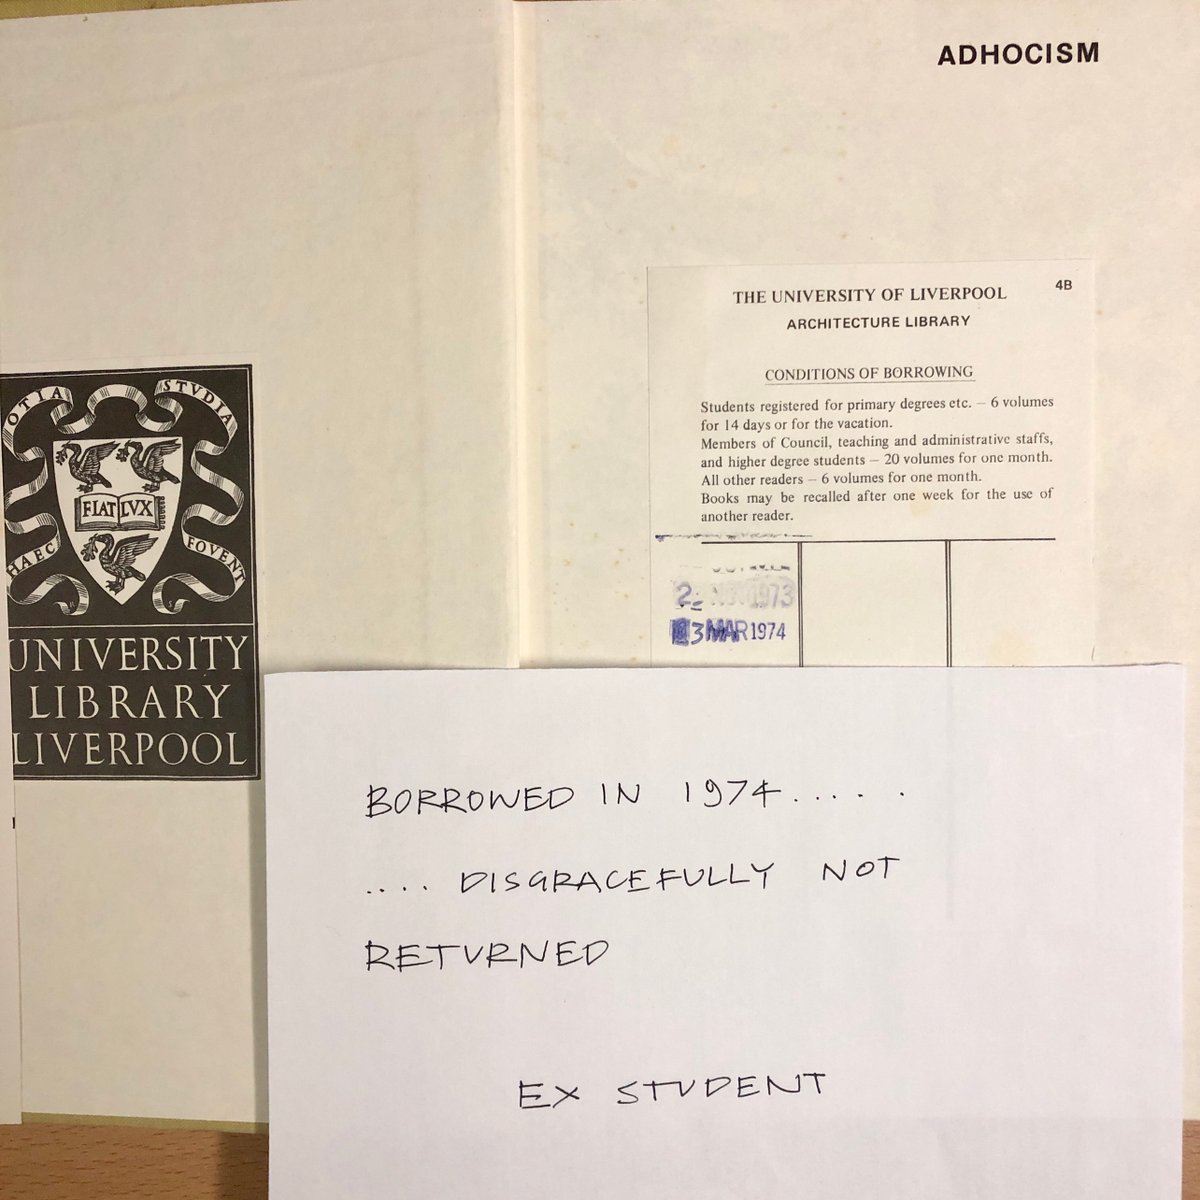 ADHOCISM
OTIA STVDIA
FIAT LVX
HAEC FOVENT
UNIVERSITY
LIBRARY
LIVERPOOL
4B
THE UNIVERSITY OF LIVERPOOL
ARCHITECTURE LIBRARY
CONDITIONS OF BORROWING
Students registered for primary degrees etc. – 6 volumes
for 14 days or for the vacation.
Members of Council, teaching and administrative staffs,
and higher degree students – 20 volumes for one month.
All other readers – 6 volumes for one month.
Books may be recalled after one week for the use of
another reader.
1973
3 MAR 1974
BORROWED IN 1974.....
.... DISGRACEFULLY NOT
RETURNED
EX STUDENT